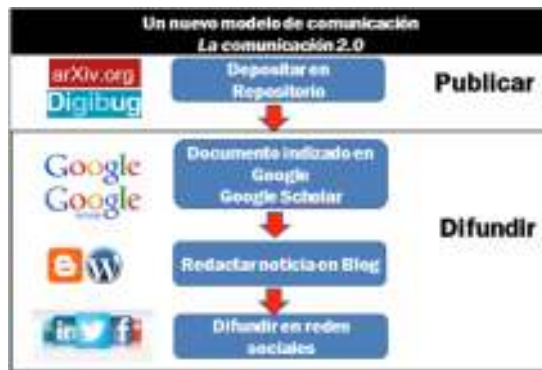 Un nuevo modelo de comunicación
La comunicación 2.0
arXiv.org
Digibug
Depositar en
Repositorio
Publicar
Google
Google
Documento indizado en
Google
Google Scholar
Difundir
B W
Redactar noticia en Blog
in f
Difundir en redes
sociales